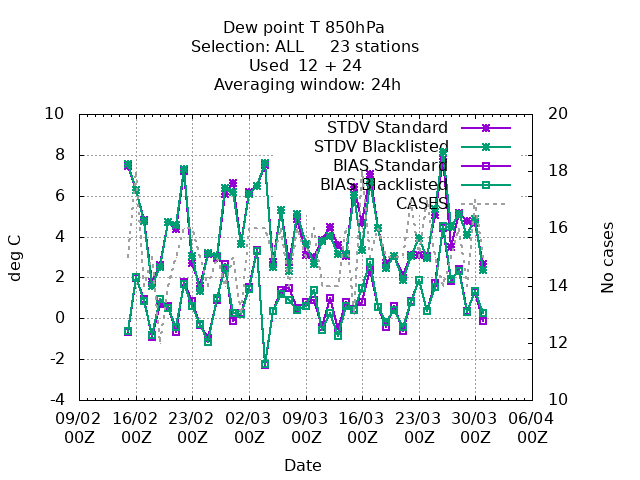 Dew point T 850hPa
Selection: ALL 23 stations
Used 12 + 24
Averaging window: 24h
10 20
STDV Standard
STDV Blacklisted
8 18
BIAS Standard
BIAS Blacklisted
6
CASES
4 16
deg C
No cases
2
14
0
12
-2
-4 10
09/02 16/02 23/02 02/03 09/03 16/03 23/03 30/03 06/04
00Z 00Z 00Z 00Z 00Z 00Z 00Z 00Z 00Z
Date